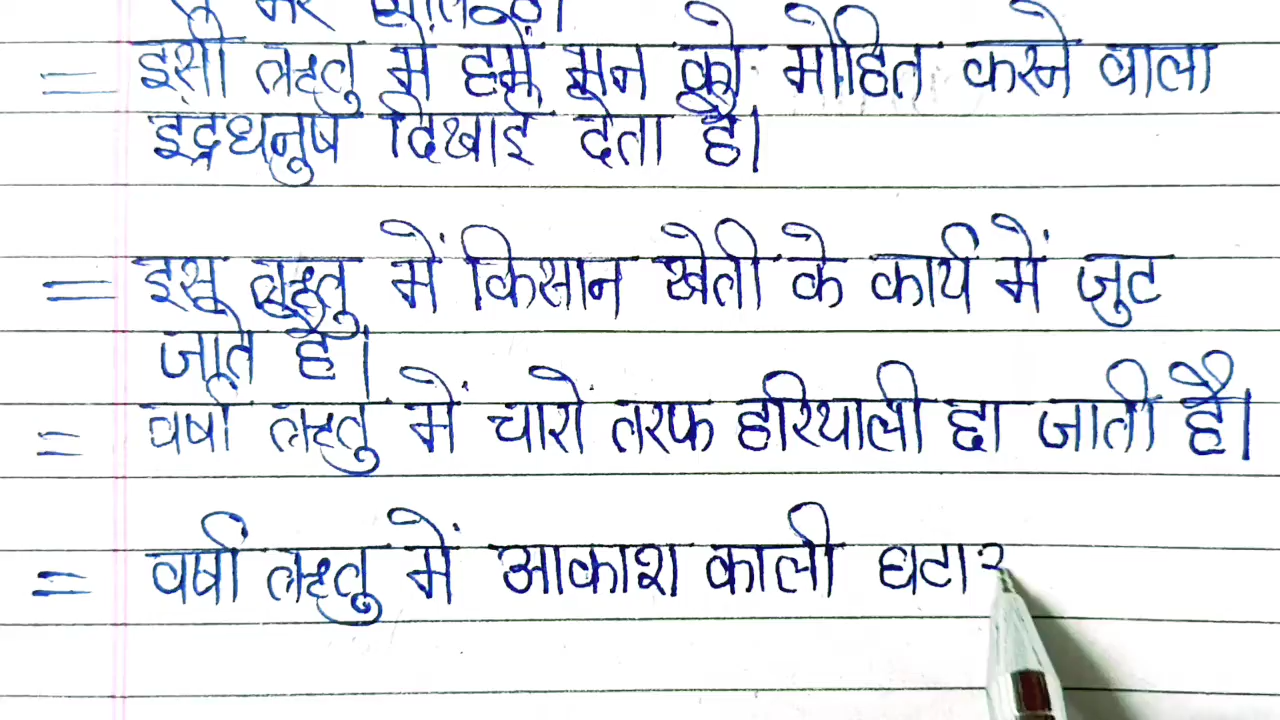 = इसी ऋतु में हमें मन को मोहित करने वाला
इंद्रधनुष दिखाई देता है।
= इस ऋतु में किसान खेती के कार्य में जुट
जाते है।
= वर्षा ऋतु में चारो तरफ हरियाली छा जाती है।
= वर्षा ऋतु में आकाश काली घटा